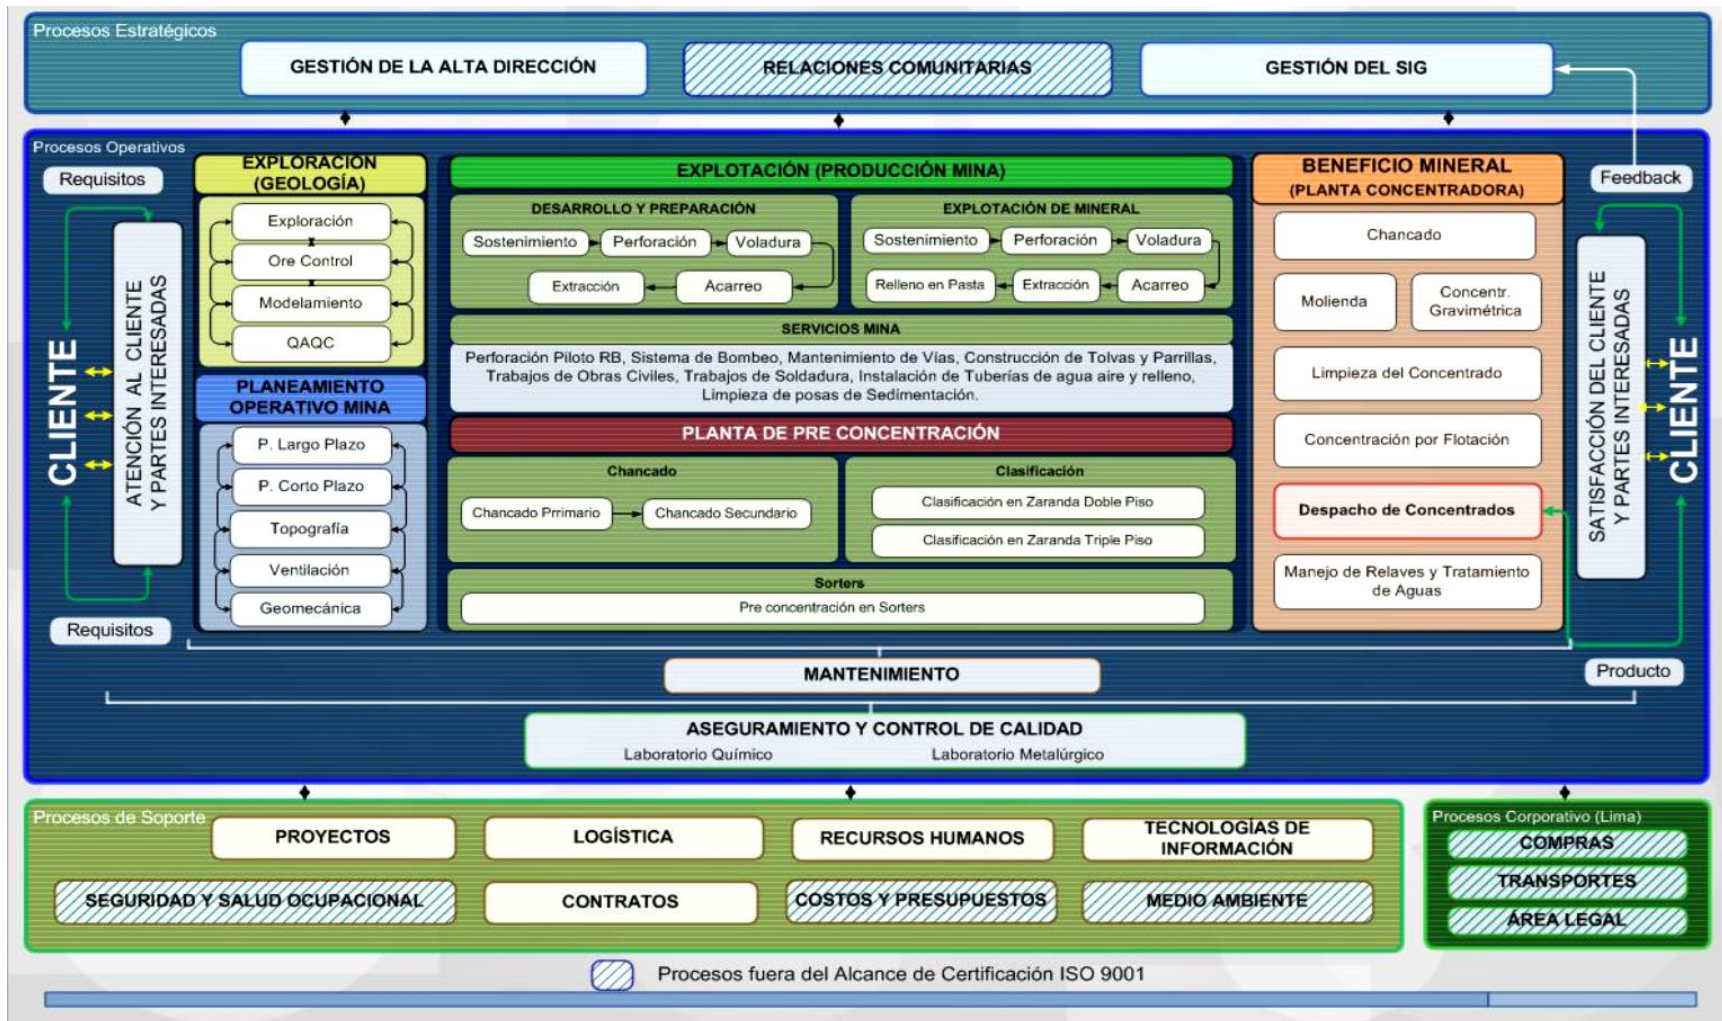 Procesos Estratégicos
GESTIÓN DE LA ALTA DIRECCIÓN
RELACIONES COMUNITARIAS
GESTIÓN DEL SIG
Procesos Operativos
Requisitos
CLIENTE
ATENCIÓN AL CLIENTE
Y PARTES INTERESADAS
Requisitos
EXPLORACIÓN
(GEOLOGÍA)
Exploración
Ore Control
Modelamiento
QAQC
PLANEAMIENTO
OPERATIVO MINA
P. Largo Plazo
P. Corto Plazo
Topografía
Ventilación
Geomecánica
EXPLOTACIÓN (PRODUCCIÓN MINA)
DESARROLLO Y PREPARACIÓN
Sostenimiento
Perforación
Voladura
Extracción
Acarreo
EXPLOTACIÓN DE MINERAL
Sostenimiento
Perforación
Voladura
Relleno en Pasta
Extracción
Acarreo
SERVICIOS MINA
Perforación Piloto RB, Sistema de Bombeo, Mantenimiento de Vías, Construcción de Tolvas y Parrillas,
Trabajos de Obras Civiles, Trabajos de Soldadura, Instalación de Tuberías de agua aire y relleno,
Limpieza de posas de Sedimentación.
PLANTA DE PRE CONCENTRACIÓN
Chancado
Chancado Prrimario
Chancado Secundario
Clasificación
Clasificación en Zaranda Doble Piso
Clasificación en Zaranda Triple Piso
Sorters
Pre concentración en Sorters
BENEFICIO MINERAL
(PLANTA CONCENTRADORA)
Chancado
Molienda
Concentr.
Gravimétrica
Limpieza del Concentrado
Concentración por Flotación
Despacho de Concentrados
Manejo de Relaves y Tratamiento
de Aguas
Feedback
SATISFACCIÓN DEL CLIENTE
Y PARTES INTERESADAS
CLIENTE
Producto
MANTENIMIENTO
ASEGURAMIENTO Y CONTROL DE CALIDAD
Laboratorio Químico
Laboratorio Metalúrgico
Procesos de Soporte
PROYECTOS
LOGÍSTICA
RECURSOS HUMANOS
TECNOLOGÍAS DE
INFORMACIÓN
SEGURIDAD Y SALUD OCUPACIONAL
CONTRATOS
COSTOS Y PRESUPUESTOS
MEDIO AMBIENTE
Procesos Corporativo (Lima)
COMPRAS
TRANSPORTES
ÁREA LEGAL
Procesos fuera del Alcance de Certificación ISO 9001